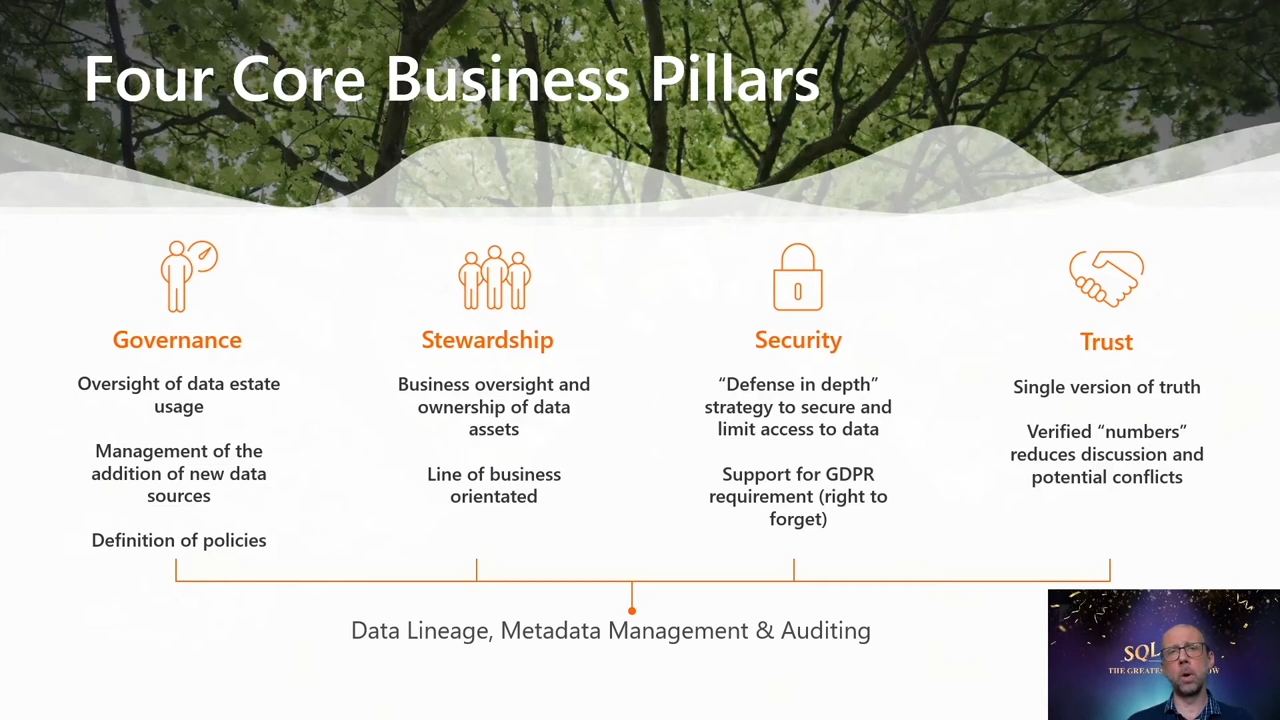 Four Core Business Pillars
Governance
Oversight of data estate
usage
Management of the
addition of new data
sources
Definition of policies
Stewardship
Business oversight and
ownership of data
assets
Line of business
orientated
Security
“Defense in depth”
strategy to secure and
limit access to data
Support for GDPR
requirement (right to
forget)
Trust
Single version of truth
Verified “numbers”
reduces discussion and
potential conflicts
Data Lineage, Metadata Management & Auditing
SQL
THE